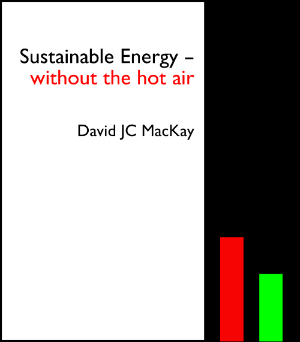 Sustainable Energy –
without the hot air
David JC MacKay